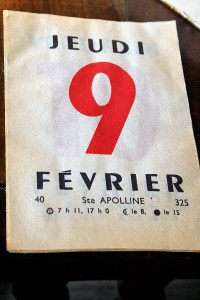 JEUDI
9
FÉVRIER
40 Ste APOLLINE 325
7 h 11, 17 h 0 le 8, le 15